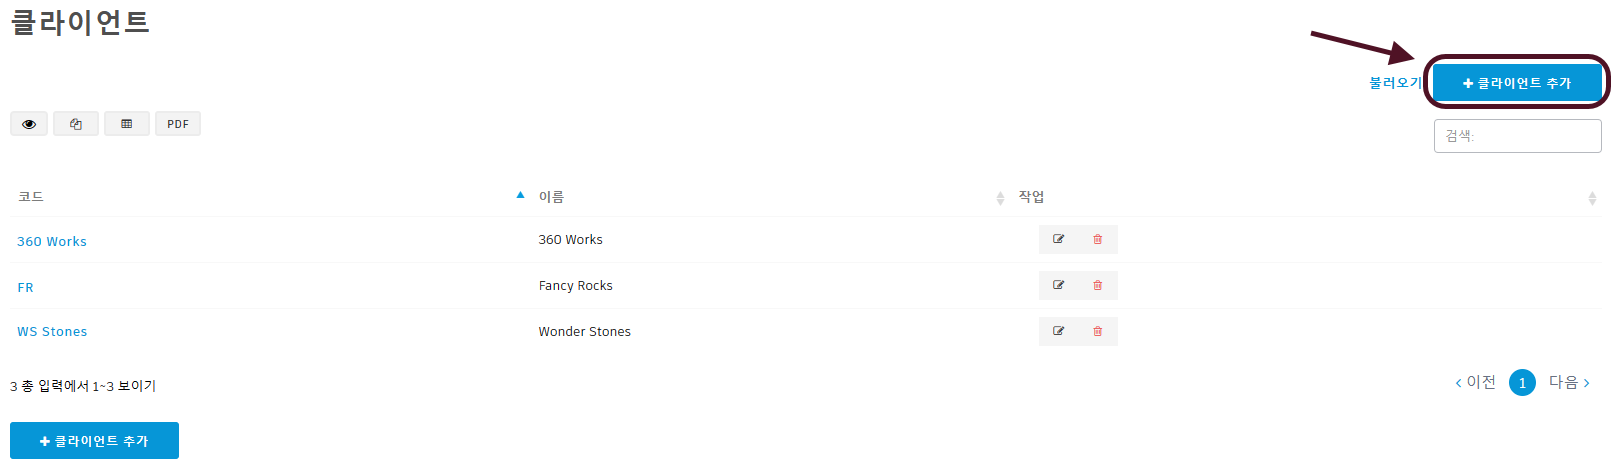 클라이언트
불러오기 클라이언트 추가
PDF
검색:
코드 이름 작업
360 Works 360 Works
FR Fancy Rocks
WS Stones Wonder Stones
3 총 입력에서 1~3 보이기 이전 1 다음
클라이언트 추가